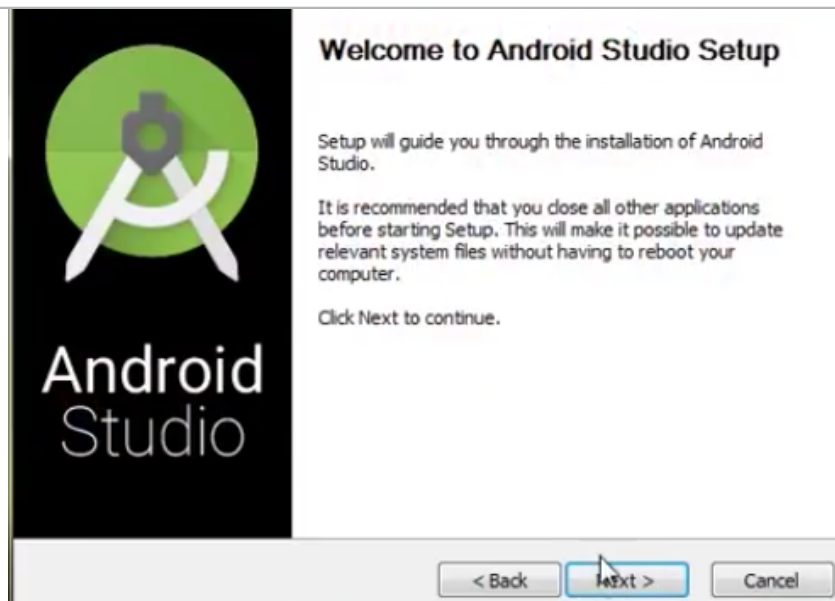 Welcome to Android Studio Setup
Setup will guide you through the installation of Android
Studio.
It is recommended that you close all other applications
before starting Setup. This will make it possible to update
relevant system files without having to reboot your
computer.
Click Next to continue.
Android
Studio
< Back
Next >
Cancel